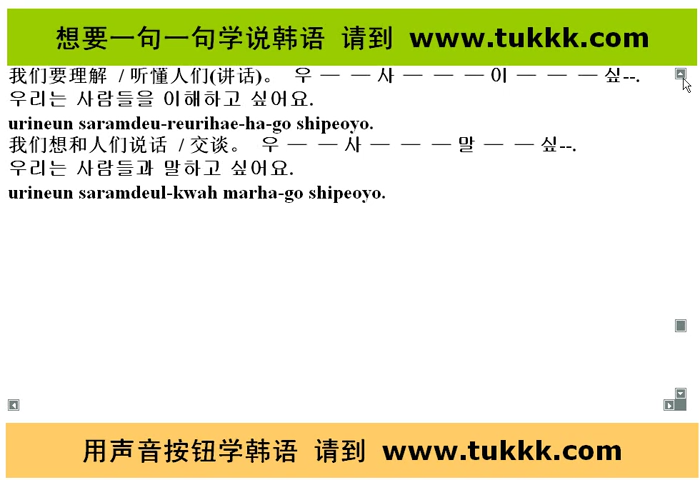 想要一句一句学说韩语 请到 www.tukkk.com
我们要理解 / 听懂人们(讲话)。 우 — — 사 — — — 이 — — — 싶--.
우리는 사람들을 이해하고 싶어요.
urineun saramdeu-reurihae-ha-go shipeoyo.
我们想和人们说话 / 交谈。 우 — — 사 — — — 말 — — 싶--.
우리는 사람들과 말하고 싶어요.
urineun saramdeul-kwah marha-go shipeoyo.
用声音按钮学韩语 请到 www.tukkk.com